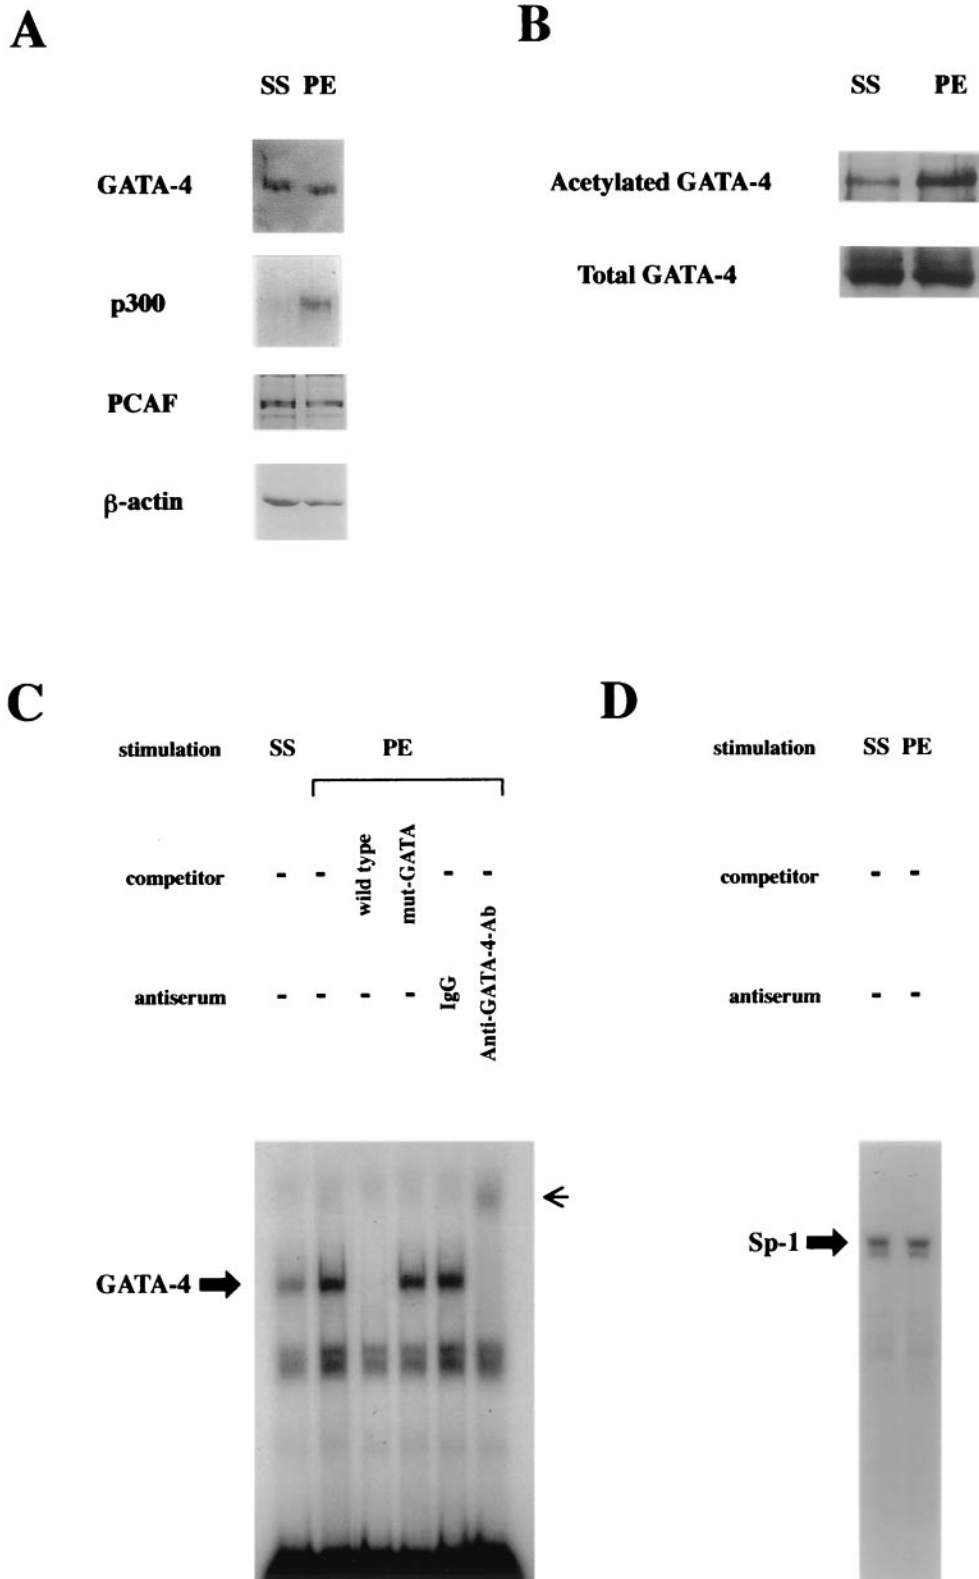 A
SS PE
GATA-4
p300
PCAF
β-actin
B
SS PE
Acetylated GATA-4
Total GATA-4
C
stimulation SS PE
competitor - - wild type mut-GATA - -
antiserum - - - - IgG Anti-GATA-4-Ab
GATA-4
D
stimulation SS PE
competitor - -
antiserum - -
Sp-1